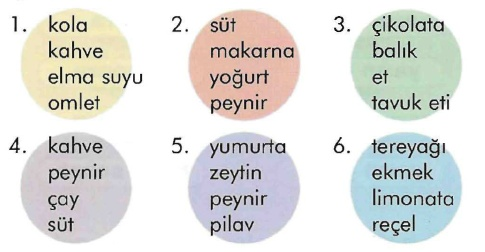 1. kola
kahve
elma suyu
omlet
2. süt
makarna
yoğurt
peynir
3. çikolata
balık
et
tavuk eti
4. kahve
peynir
çay
süt
5. yumurta
zeytin
peynir
pilav
6. tereyağı
ekmek
limonata
reçel